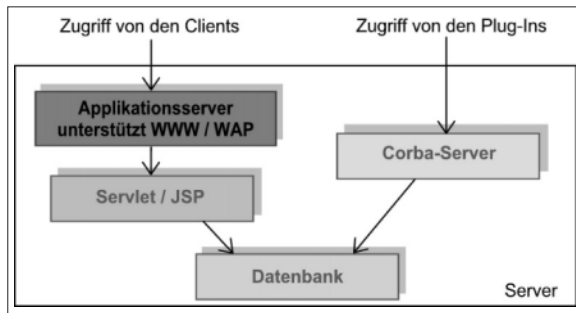 Zugriff von den Clients
Zugriff von den Plug-Ins
Applikationsserver
unterstützt WWW / WAP
Corba-Server
Servlet / JSP
Datenbank
Server